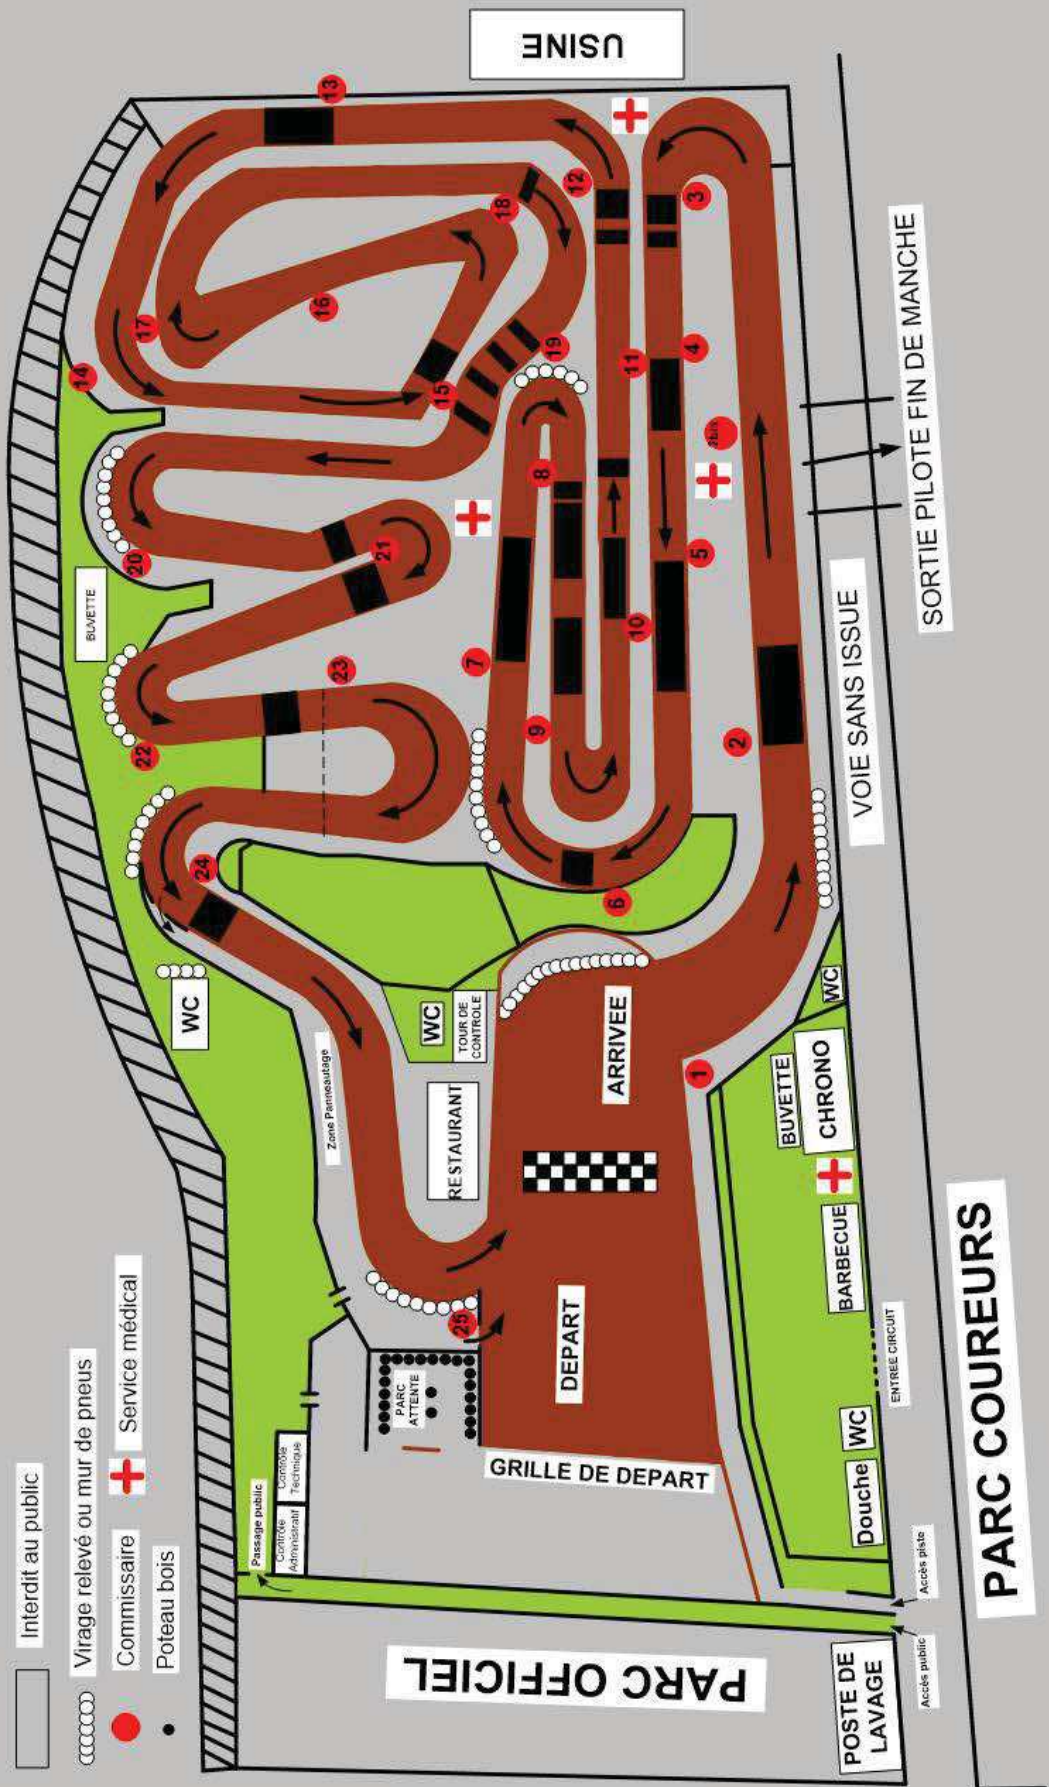 Interdit au public
Virage relevé ou mur de pneus
Commissaire
Service médical
Poteau bois
USINE
13
12
3
18
16
17
14
15
19
11
4
8
5
20
21
10
7
23
9
2
22
24
6
1
25
BUVETTE
SORTIE PILOTE FIN DE MANCHE
VOIE SANS ISSUE
WC
WC
TOUR DE
CONTROLE
ARRIVEE
WC
Zone Panneautage
RESTAURANT
BUVETTE
CHRONO
BARBECUE
DEPART
PARC
ATTENTE
ENTREE CIRCUIT
GRILLE DE DEPART
WC
Douche
Contrôle
Technique
Contrôle
Administratif
Passage public
PARC COUREURS
Accès piste
Accès public
PARC OFFICIEL
POSTE DE
LAVAGE